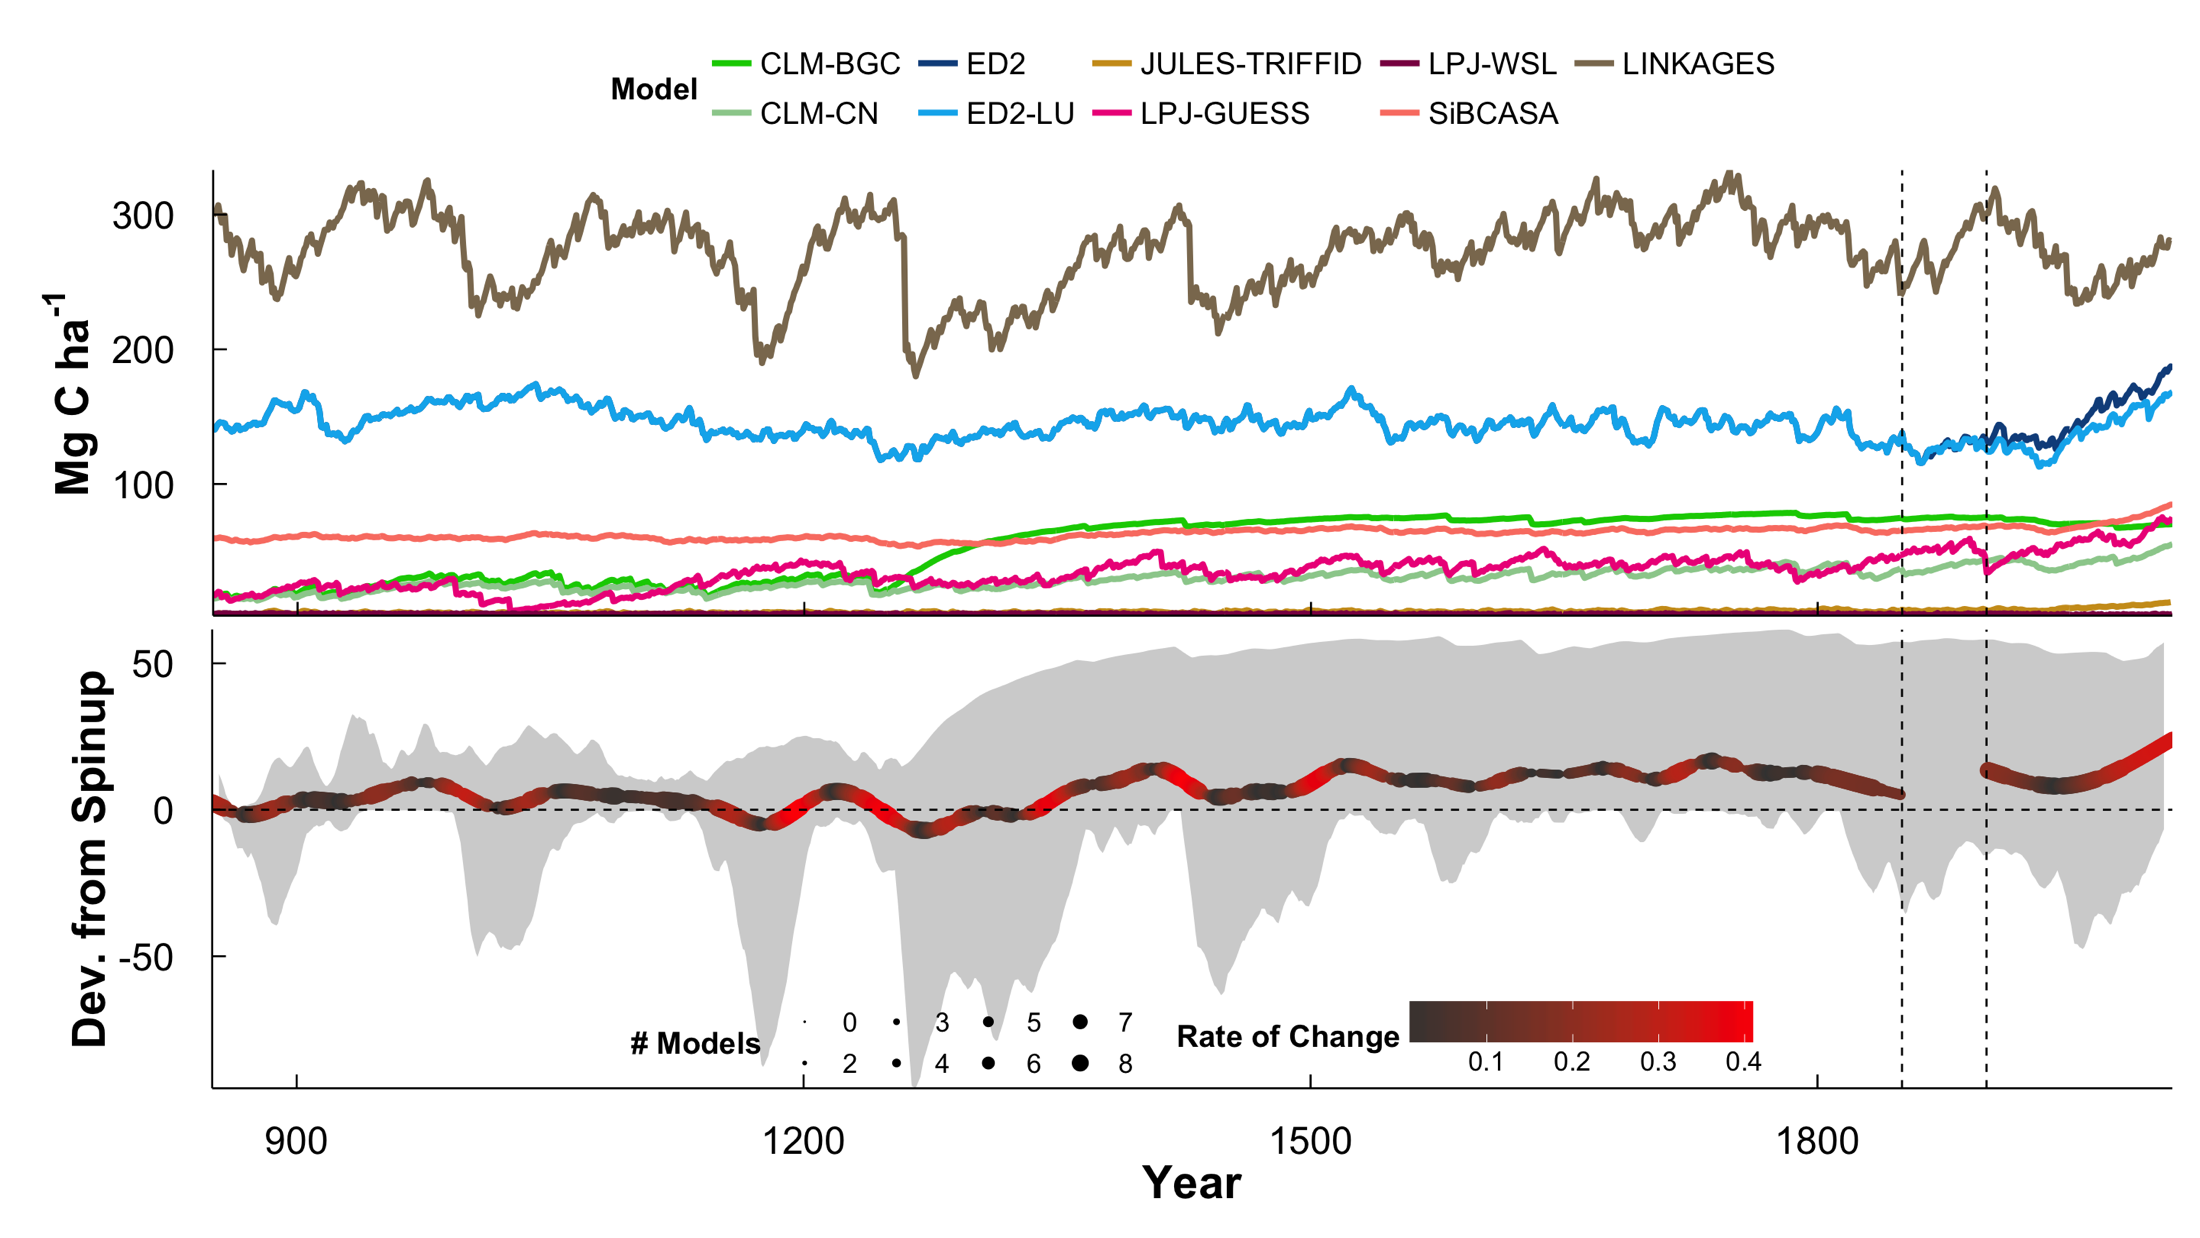 Model
CLM-BGC ED2 JULES-TRIFFID LPJ-WSL LINKAGES
CLM-CN ED2-LU LPJ-GUESS SiBCASA
Mg C ha-1
300
200
100
Dev. from Spinup
50
0
-50
# Models
0 3 5 7
2 4 6 8
Rate of Change
0.1 0.2 0.3 0.4
900 1200 1500 1800
Year